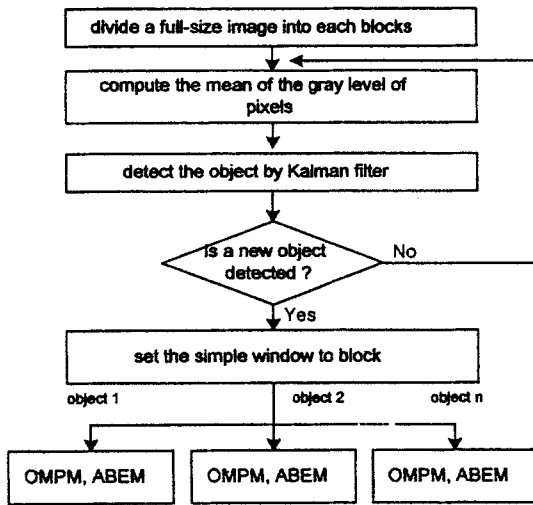 divide a full-size image into each blocks
compute the mean of the gray level of
pixels
detect the object by Kalman filter
is a new object
detected ?
No
Yes
set the simple window to block
object 1
object 2
object n
OMPM, ABEM
OMPM, ABEM
OMPM, ABEM